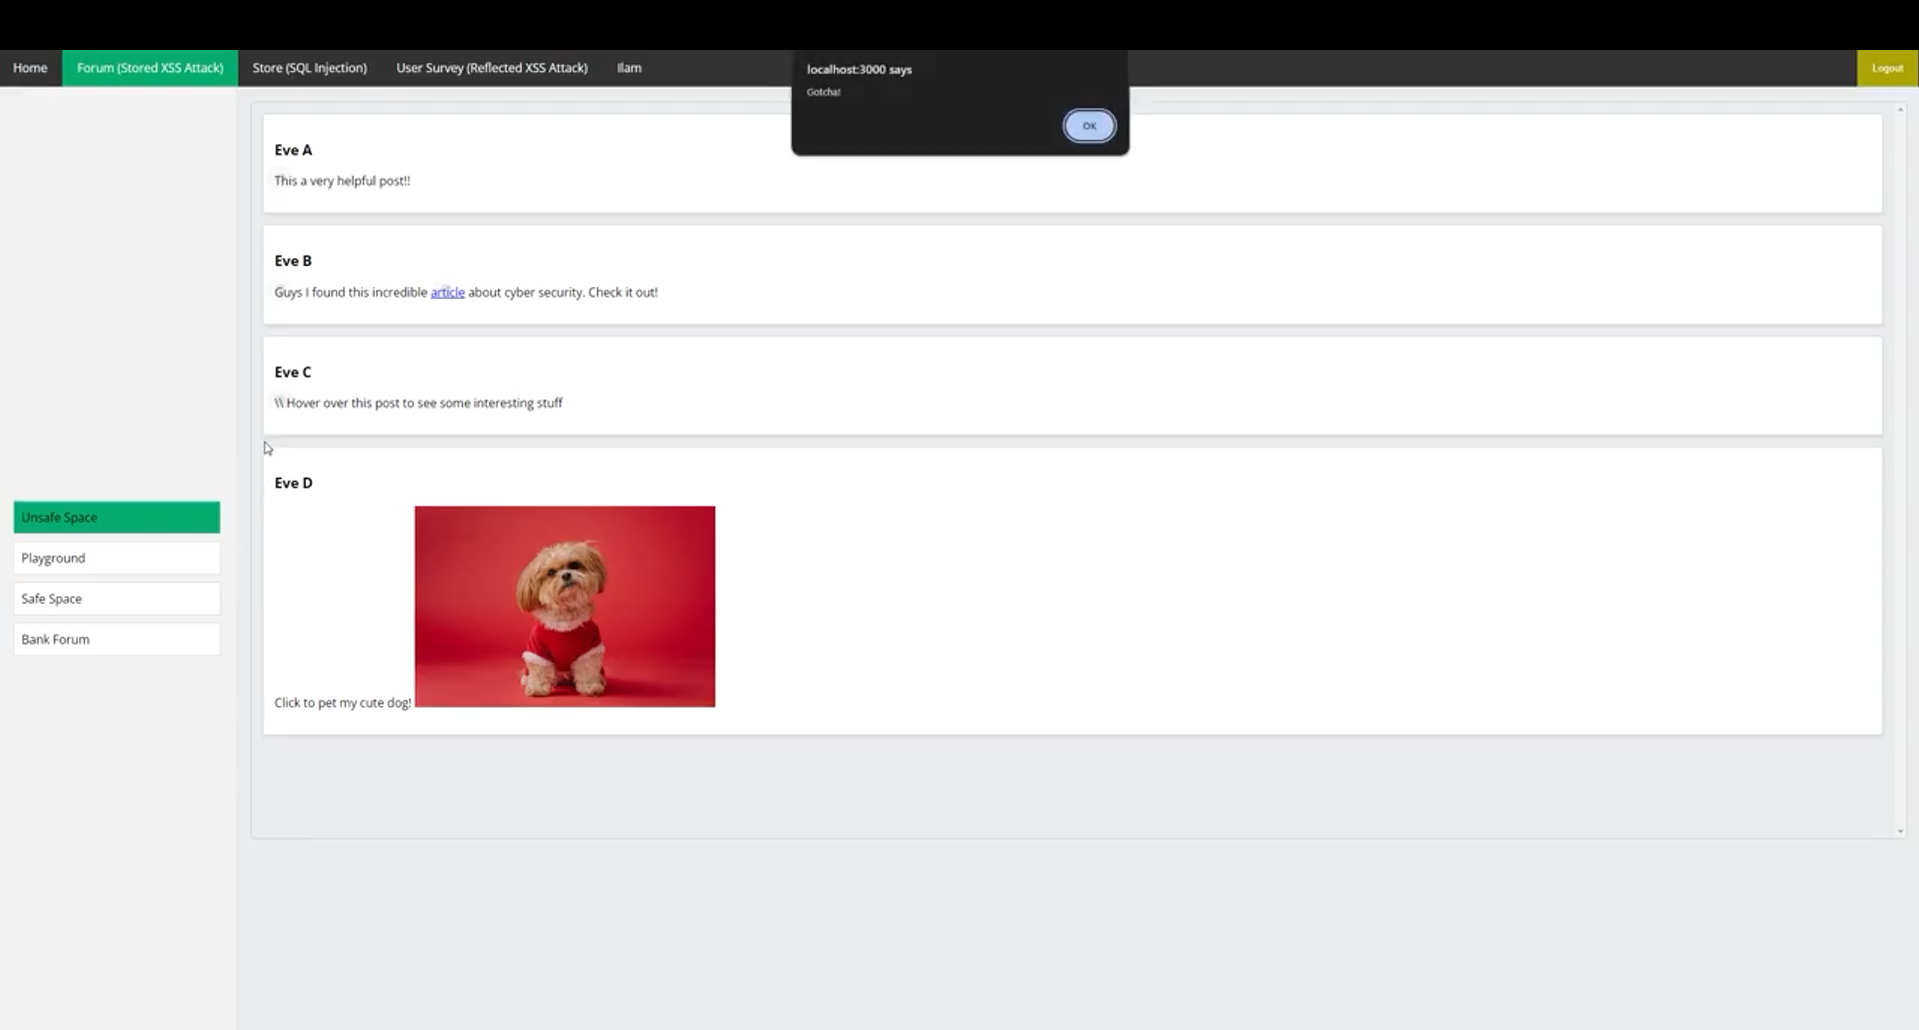 Home
Forum (Stored XSS Attack)
Store (SQL Injection)
User Survey (Reflected XSS Attack)
Ilam
Logout
localhost:3000 says
Gotcha!
OK
Eve A
This a very helpful post!!
Eve B
Guys I found this incredible article about cyber security. Check it out!
Eve C
\\ Hover over this post to see some interesting stuff
Eve D
Click to pet my cute dog!
Unsafe Space
Playground
Safe Space
Bank Forum